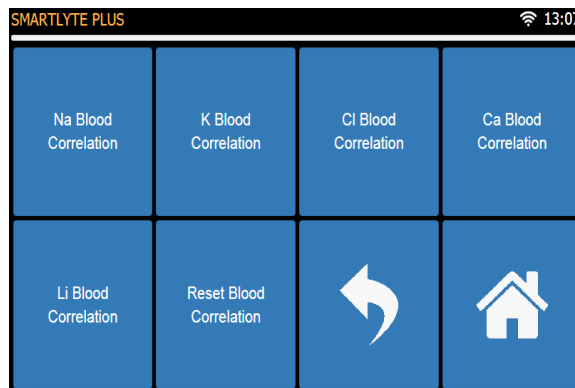 SMARTLYTE PLUS 13:07
Na Blood
Correlation
K Blood
Correlation
Cl Blood
Correlation
Ca Blood
Correlation
Li Blood
Correlation
Reset Blood
Correlation